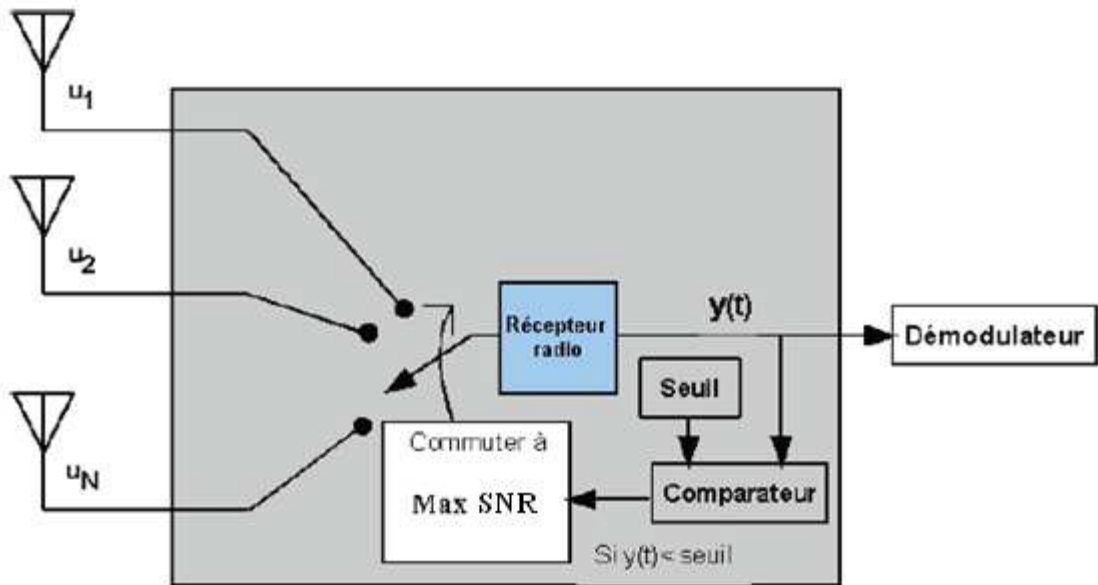 u1
u2
uN
Récepteur
radio
y(t)
Démodulateur
Seuil
Commuter à
Max SNR
Comparateur
Si y(t)< seuil